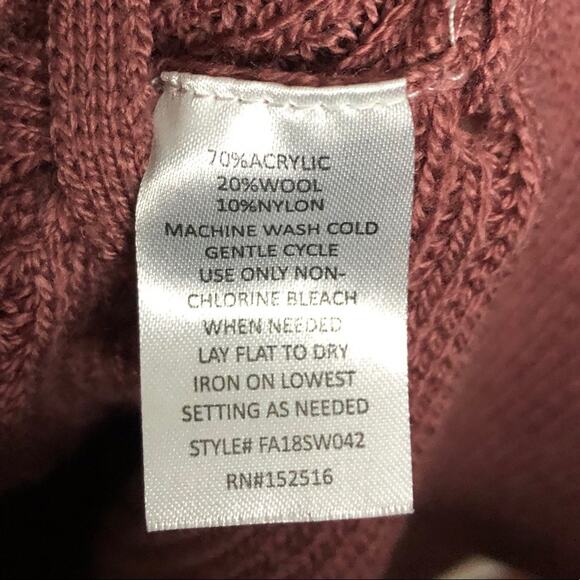 70%ACRYLIC
20%WOOL
10%NYLON
MACHINE WASH COLD
GENTLE CYCLE
USE ONLY NON-
CHLORINE BLEACH
WHEN NEEDED
LAY FLAT TO DRY
IRON ON LOWEST
SETTING AS NEEDED
STYLE# FA18SW042
RN#152516